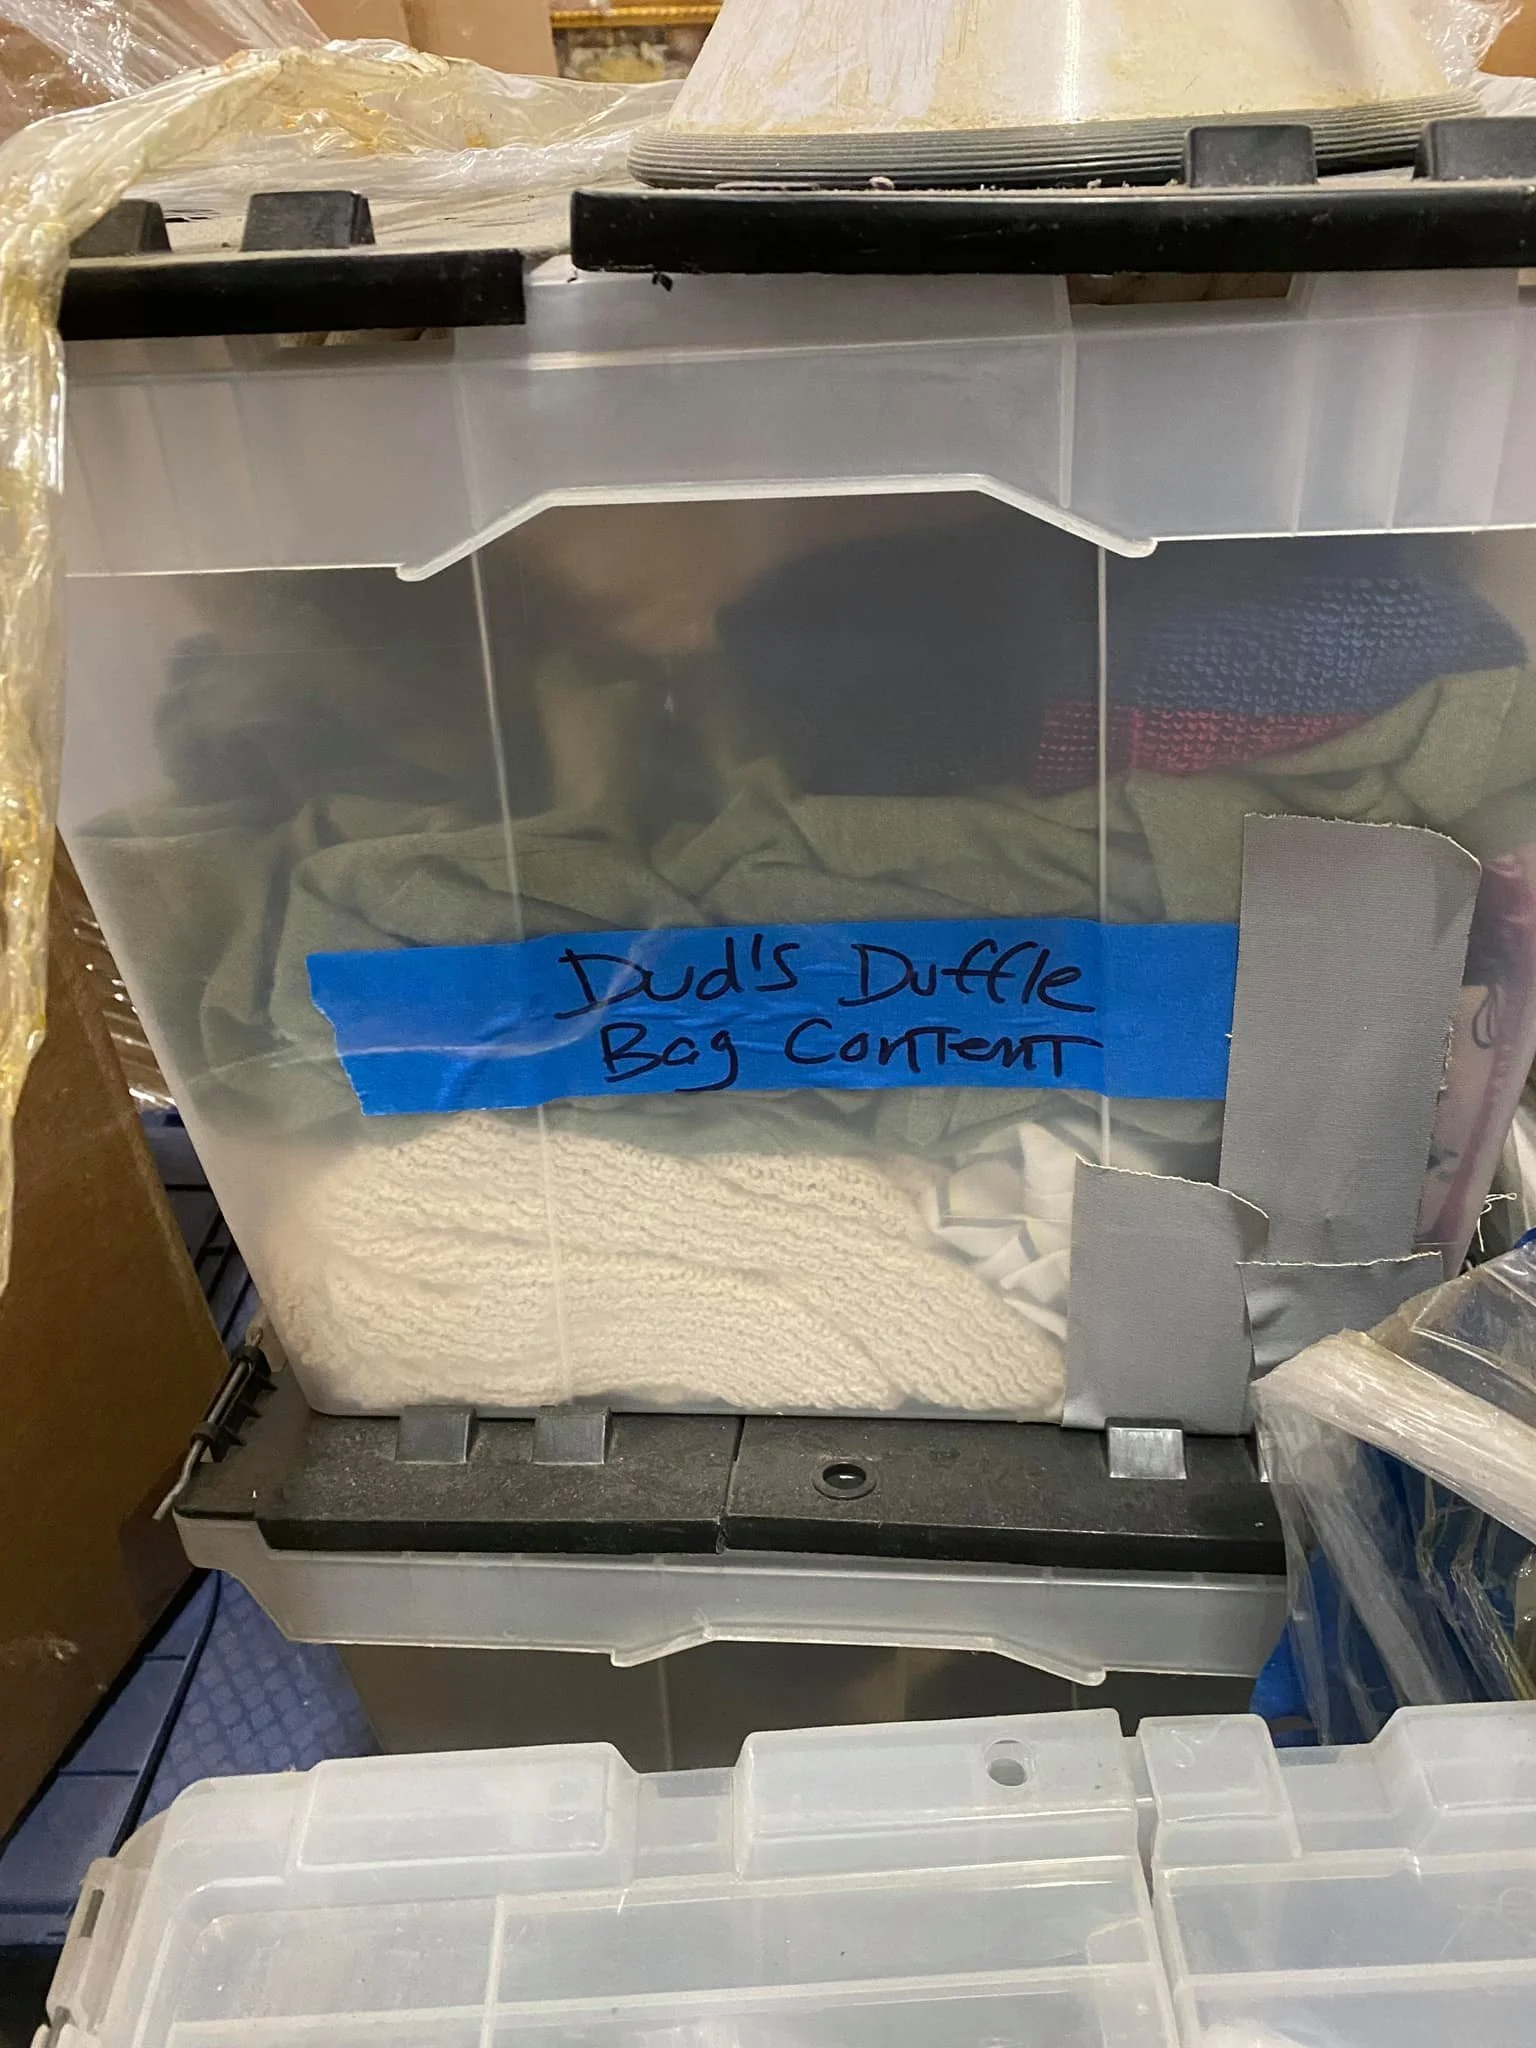 Dud's Duffle
Bag Content